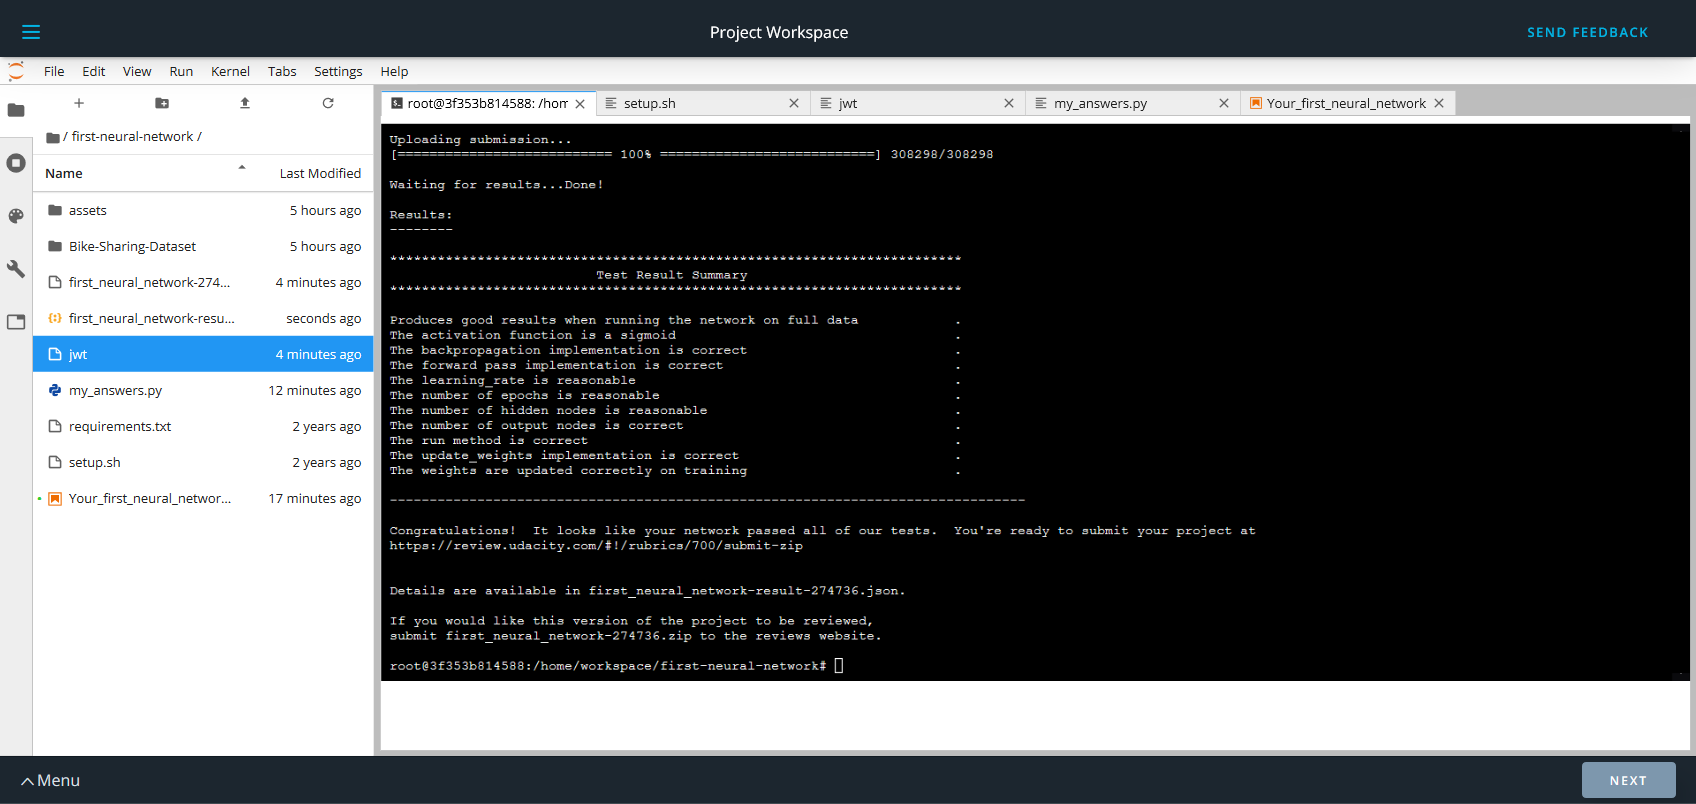 Project Workspace
SEND FEEDBACK
File Edit View Run Kernel Tabs Settings Help
/ first-neural-network /
Name Last Modified
assets 5 hours ago
Bike-Sharing-Dataset 5 hours ago
first_neural_network-274... 4 minutes ago
first_neural_network-resu... seconds ago
jwt 4 minutes ago
my_answers.py 12 minutes ago
requirements.txt 2 years ago
setup.sh 2 years ago
Your_first_neural_networ... 17 minutes ago
root@3f353b814588: /hom
setup.sh
jwt
my_answers.py
Your_first_neural_network
Uploading submission...
[=========================== 100% ===========================] 308298/308298
Waiting for results...Done!
Results:
--------
************************************************************************
Test Result Summary
************************************************************************
Produces good results when running the network on full data .
The activation function is a sigmoid .
The backpropagation implementation is correct .
The forward pass implementation is correct .
The learning_rate is reasonable .
The number of epochs is reasonable .
The number of hidden nodes is reasonable .
The number of output nodes is correct .
The run method is correct .
The update_weights implementation is correct .
The weights are updated correctly on training .
--------------------------------------------------------------------------------
Congratulations!  It looks like your network passed all of our tests.  You're ready to submit your project at
https://review.udacity.com/#!/rubrics/700/submit-zip
Details are available in first_neural_network-result-274736.json.
If you would like this version of the project to be reviewed,
submit first_neural_network-274736.zip to the reviews website.
root@3f353b814588:/home/workspace/first-neural-network#
Menu
NEXT